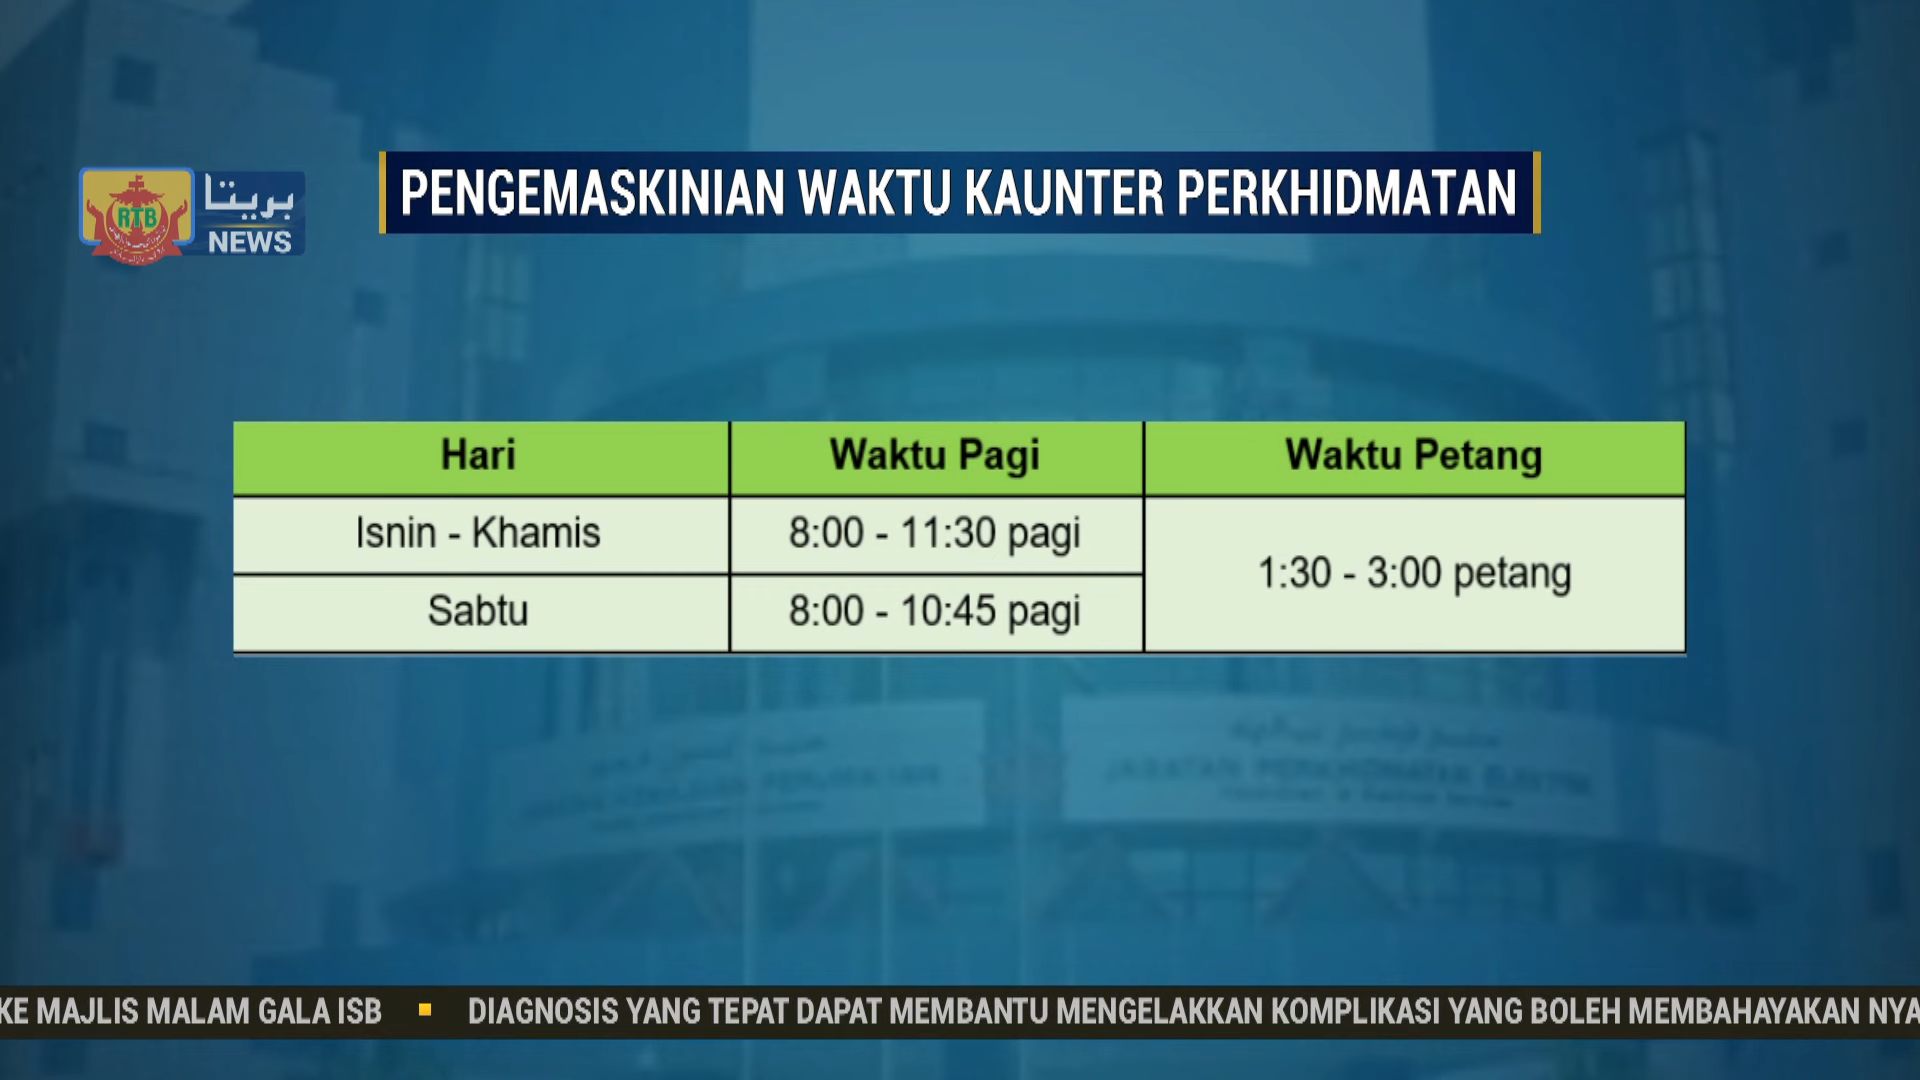 PENGEMASKINIAN WAKTU KAUNTER PERKHIDMATAN
بريتا
RTB
NEWS
Hari Waktu Pagi Waktu Petang
Isnin - Khamis 8:00 - 11:30 pagi
1:30 - 3:00 petang
Sabtu 8:00 - 10:45 pagi
KE MAJLIS MALAM GALA ISB ▪ DIAGNOSIS YANG TEPAT DAPAT MEMBANTU MENGELAKKAN KOMPLIKASI YANG BOLEH MEMBAHAYAKAN NYA